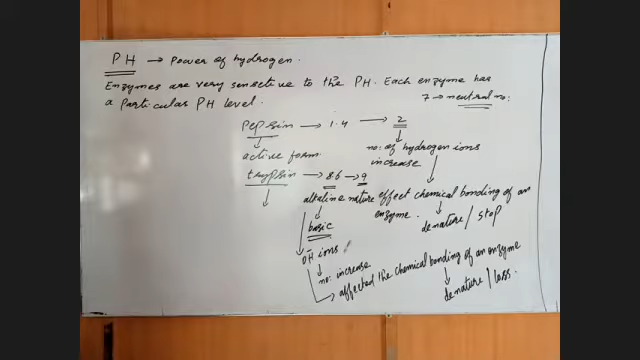 PH → Power of hydrogen.
Enzymes are very sensetive to the PH. Each enzyme has
a particular PH level.
7 → neutral no:
Pepsin → 1.4 → 2
↓
active form
↓
no: of hydrogen ions
increase
trypsin → 8.6 → 9
↓
alkaline nature effect chemical bonding of an
enzyme.
↓
denature / stop
↓
basic
OH ions
↓
no: increase
→ affected the chemical bonding of an enzyme
↓
denature / loss.